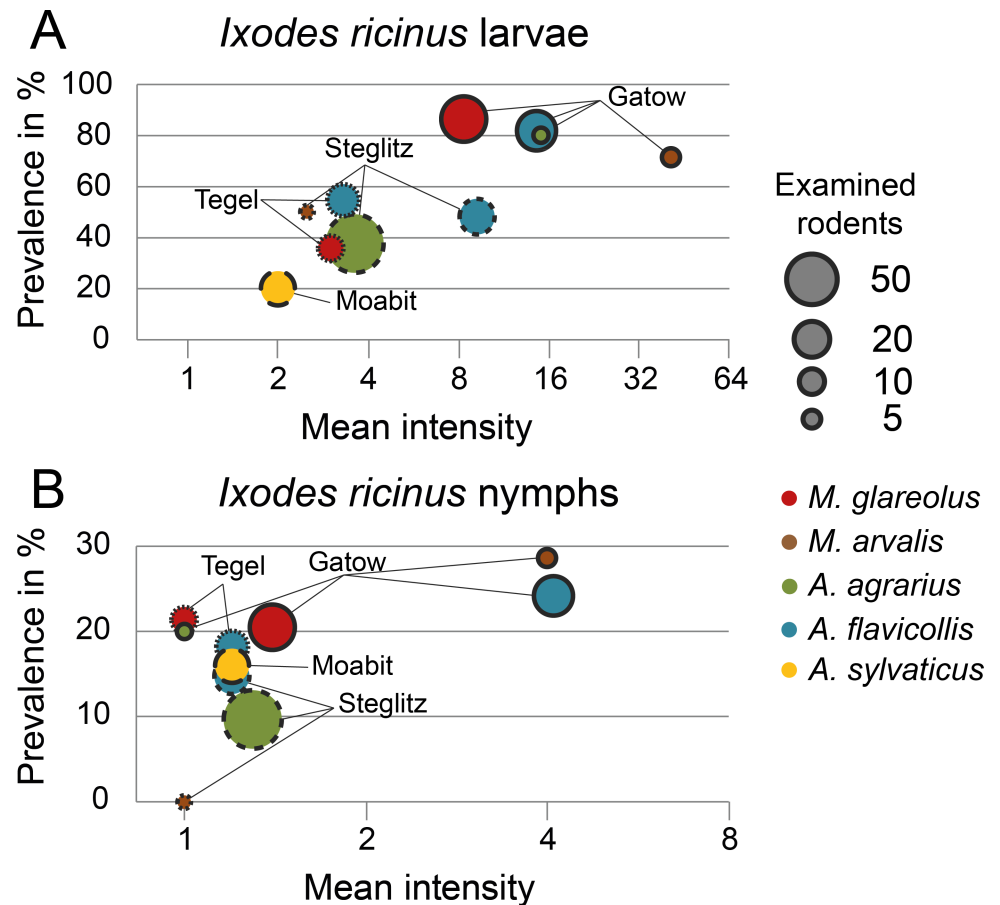 A
Ixodes ricinus larvae
Prevalence in %
100
80
60
40
20
0
Gatow
Steglitz
Tegel
Moabit
1 2 4 8 16 32 64
Mean intensity
Examined
rodents
50
20
10
5
B
Ixodes ricinus nymphs
Prevalence in %
30
20
10
0
Tegel
Gatow
Moabit
Steglitz
1 2 4 8
Mean intensity
M. glareolus
M. arvalis
A. agrarius
A. flavicollis
A. sylvaticus